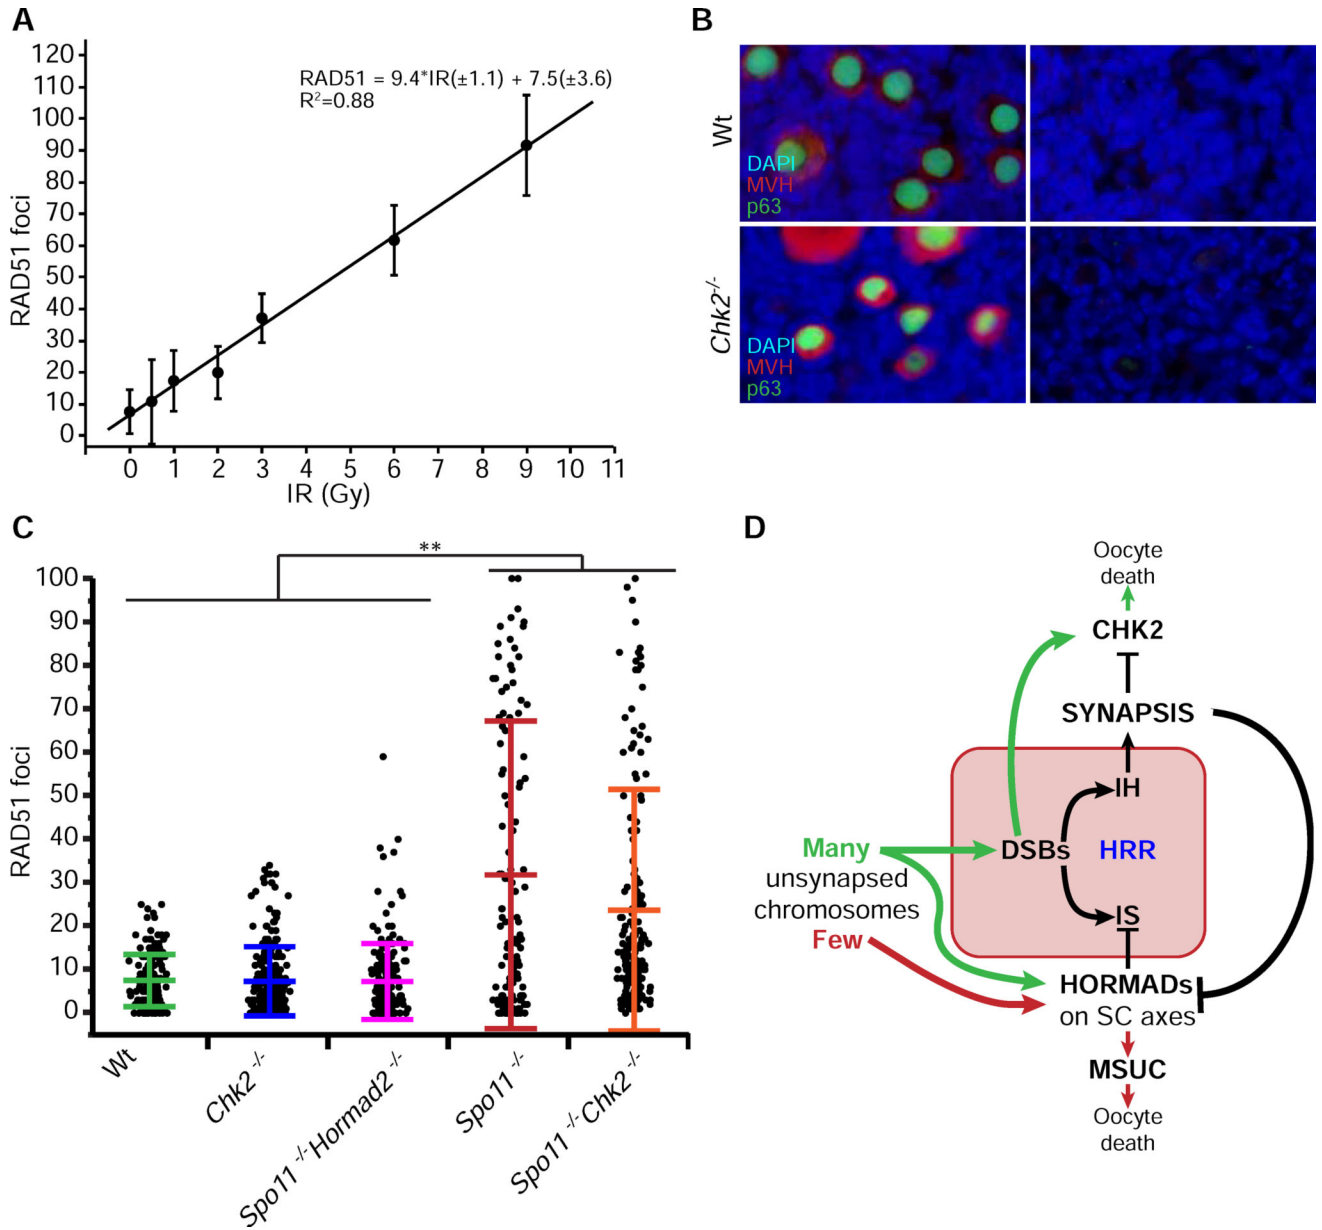 A
120
110
100
90
80
70
60
50
40
30
20
10
0
RAD51 foci
RAD51 = 9.4*IR(±1.1) + 7.5(±3.6)
R²=0.88
0 1 2 3 4 5 6 7 8 9 10 11
IR (Gy)
B
Wt
DAPI
MVH
p63
Chk2-/-
DAPI
MVH
p63
C
**
100
90
80
70
60
50
40
30
20
10
0
RAD51 foci
Wt
Chk2-/-
Spo11-/-Hormad2-/-
Spo11-/-
Spo11-/-Chk2-/-
D
Oocyte
death
CHK2
SYNAPSIS
IH
DSBs HRR
IS
Many
unsynapsed
chromosomes
Few
HORMADs
on SC axes
MSUC
Oocyte
death